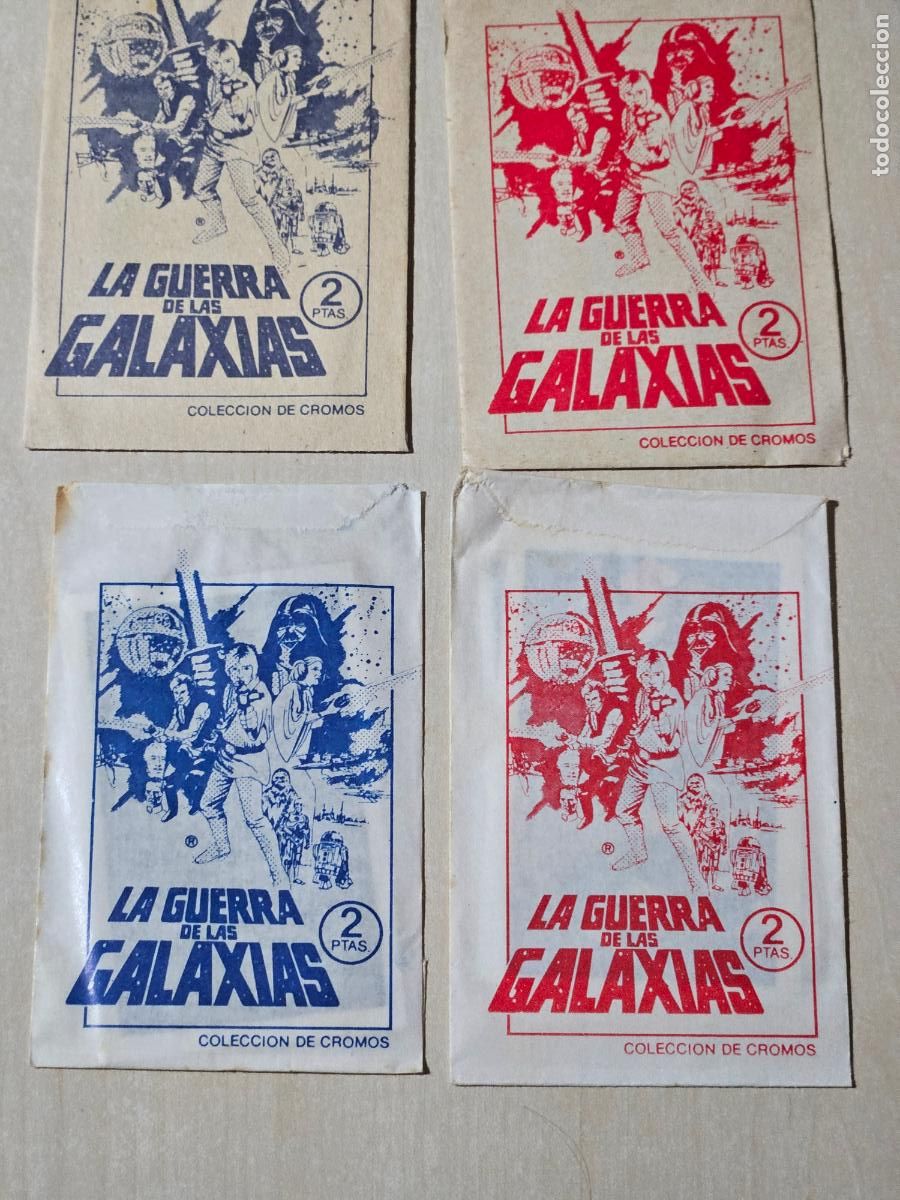 ®
LA GUERRA
DE LAS
GALAXIAS
2
PTAS.
COLECCION DE CROMOS
®
LA GUERRA
DE LAS
GALAXIAS
2
PTAS.
COLECCION DE CROMOS
®
LA GUERRA
DE LAS
GALAXIAS
2
PTAS.
COLECCION DE CROMOS
®
LA GUERRA
DE LAS
GALAXIAS
2
PTAS.
COLECCION DE CROMOS
todocoleccion